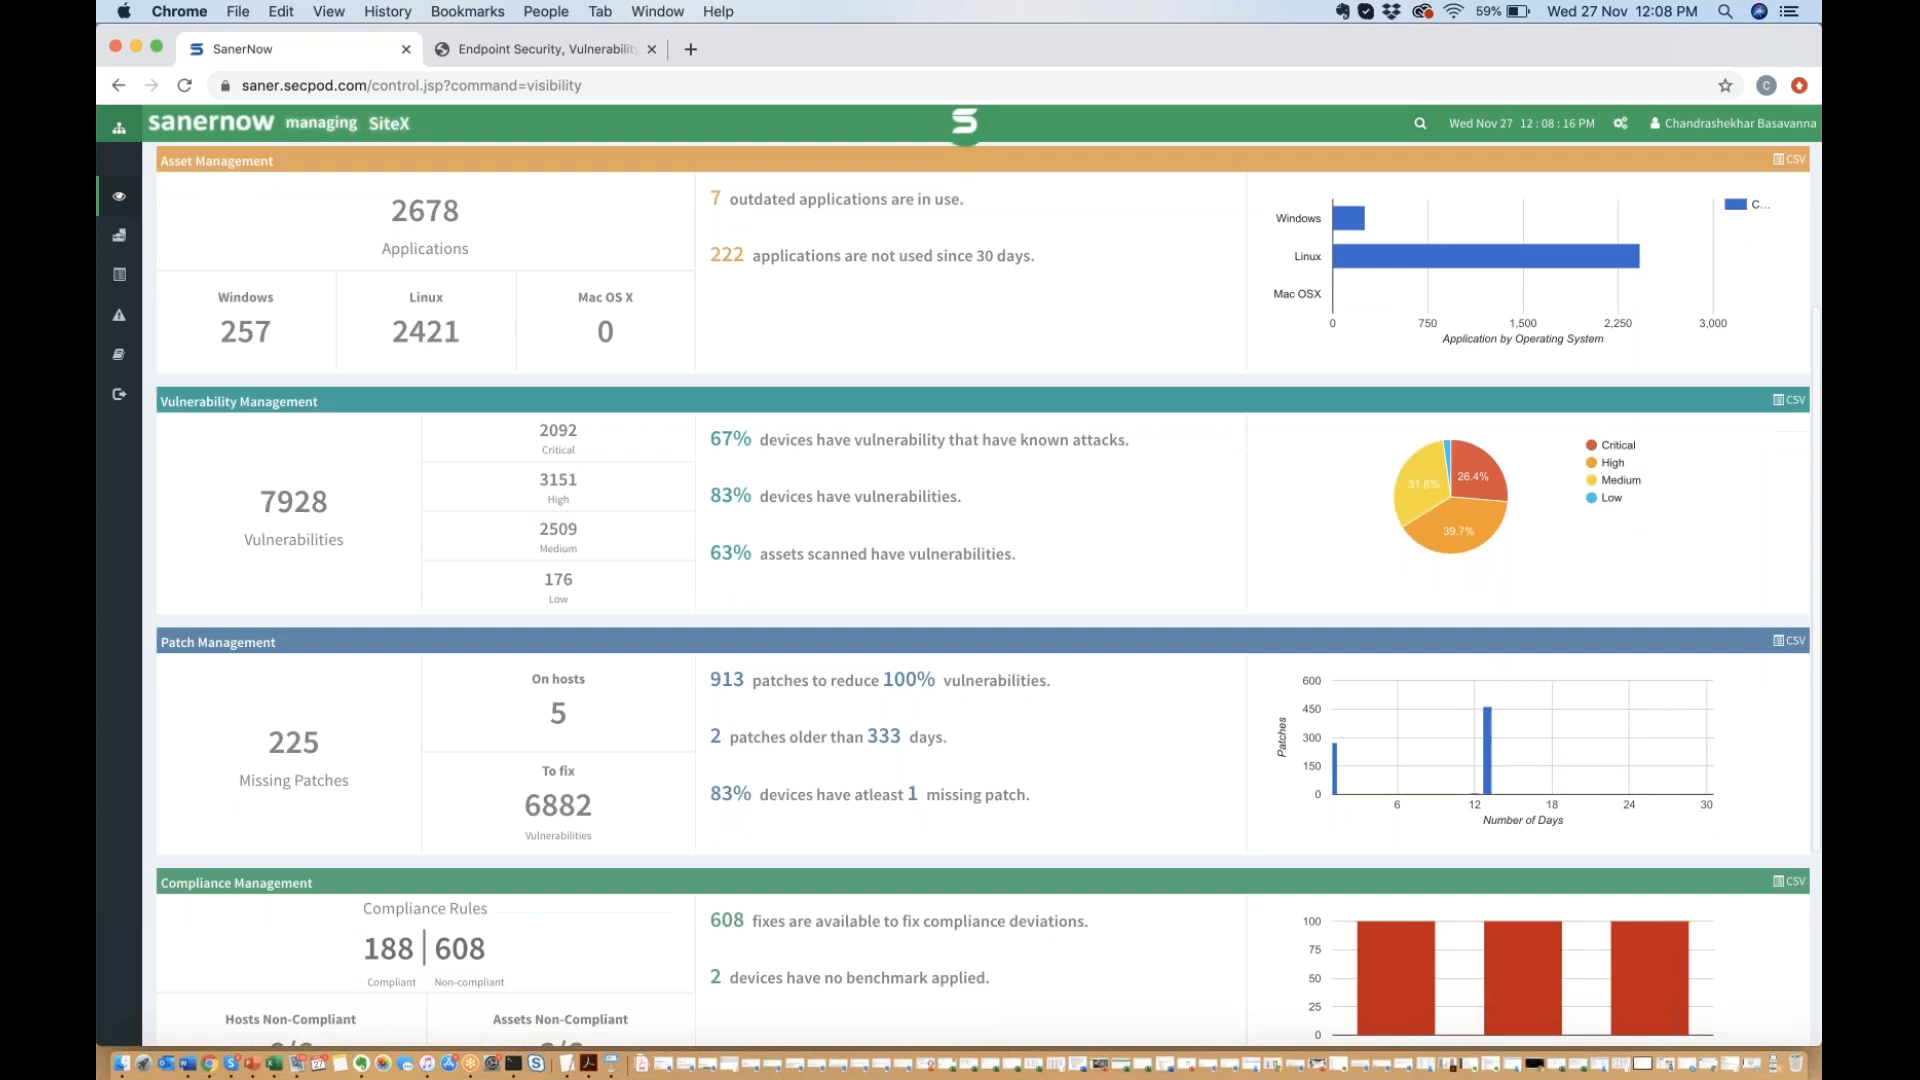 Chrome File Edit View History Bookmarks People Tab Window Help 59% Wed 27 Nov 12:08 PM
SanerNow Endpoint Security, Vulnerabilit
saner.secpod.com/control.jsp?command=visibility C
sanernow managing SiteX S Wed Nov 27 12 : 08 : 16 PM Chandrashekhar Basavanna
Asset Management CSV
2678
Applications
Windows Linux Mac OS X
257 2421 0
7 outdated applications are in use.
222 applications are not used since 30 days.
C...
Windows
Linux
Mac OSX
0 750 1,500 2,250 3,000
Application by Operating System
Vulnerability Management CSV
7928
Vulnerabilities
2092
Critical
3151
High
2509
Medium
176
Low
67% devices have vulnerability that have known attacks.
83% devices have vulnerabilities.
63% assets scanned have vulnerabilities.
26.4%
31.6%
39.7%
Critical
High
Medium
Low
Patch Management CSV
225
Missing Patches
On hosts
5
To fix
6882
Vulnerabilities
913 patches to reduce 100% vulnerabilities.
2 patches older than 333 days.
83% devices have atleast 1 missing patch.
Patches
600
450
300
150
0
6 12 18 24 30
Number of Days
Compliance Management CSV
Compliance Rules
188 608
Compliant Non-compliant
Hosts Non-Compliant Assets Non-Compliant
608 fixes are available to fix compliance deviations.
2 devices have no benchmark applied.
100
75
50
25
0